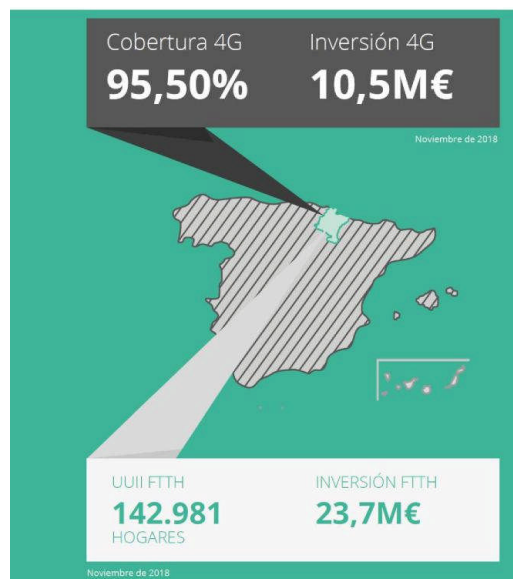 Cobertura 4G
95,50%
Inversión 4G
10,5M€
Noviembre de 2018
UUII FTTH
142.981
HOGARES
INVERSIÓN FTTH
23,7M€
Noviembre de 2018